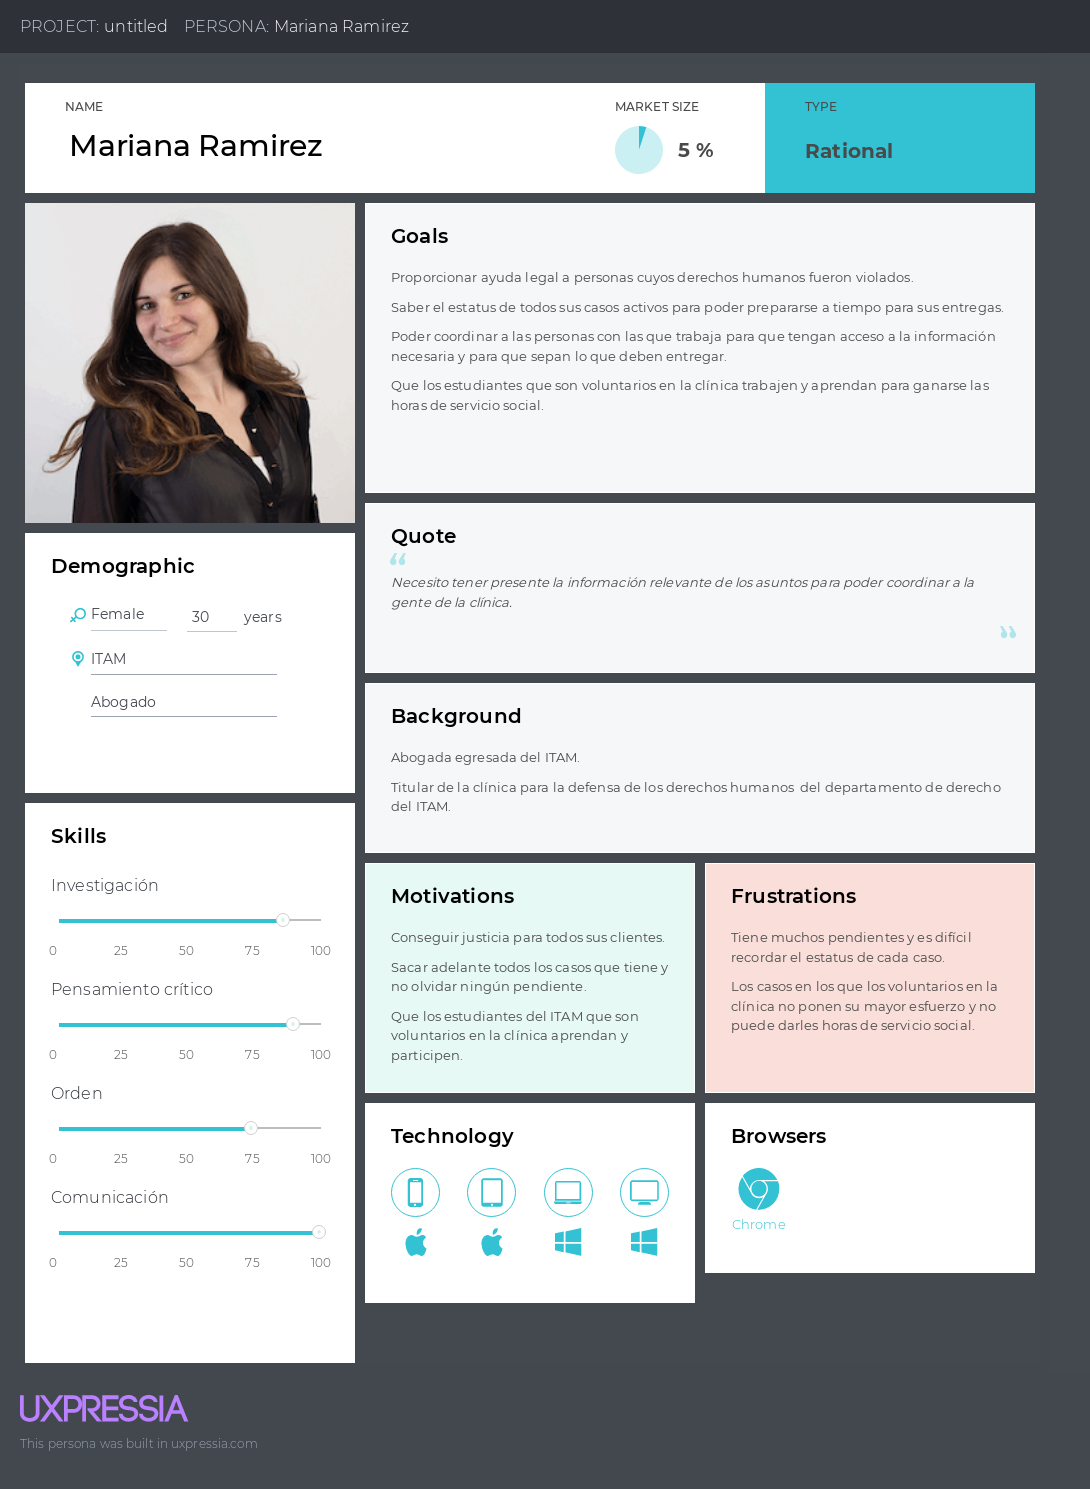 PROJECT: untitled PERSONA: Mariana Ramirez
NAME
Mariana Ramirez
MARKET SIZE
5 %
TYPE
Rational
Goals
Proporcionar ayuda legal a personas cuyos derechos humanos fueron violados.
Saber el estatus de todos sus casos activos para poder prepararse a tiempo para sus entregas.
Poder coordinar a las personas con las que trabaja para que tengan acceso a la información
necesaria y para que sepan lo que deben entregar.
Que los estudiantes que son voluntarios en la clínica trabajen y aprendan para ganarse las
horas de servicio social.
Quote
“
Necesito tener presente la información relevante de los asuntos para poder coordinar a la
gente de la clínica.
”
Demographic
Female 30 years
ITAM
Abogado
Background
Abogada egresada del ITAM.
Titular de la clínica para la defensa de los derechos humanos del departamento de derecho
del ITAM.
Skills
Investigación
0 25 50 75 100
Pensamiento crítico
0 25 50 75 100
Orden
0 25 50 75 100
Comunicación
0 25 50 75 100
Motivations
Conseguir justicia para todos sus clientes.
Sacar adelante todos los casos que tiene y
no olvidar ningún pendiente.
Que los estudiantes del ITAM que son
voluntarios en la clínica aprendan y
participen.
Frustrations
Tiene muchos pendientes y es difícil
recordar el estatus de cada caso.
Los casos en los que los voluntarios en la
clínica no ponen su mayor esfuerzo y no
puede darles horas de servicio social.
Technology
Browsers
Chrome
UXPRESSIA
This persona was built in uxpressia.com